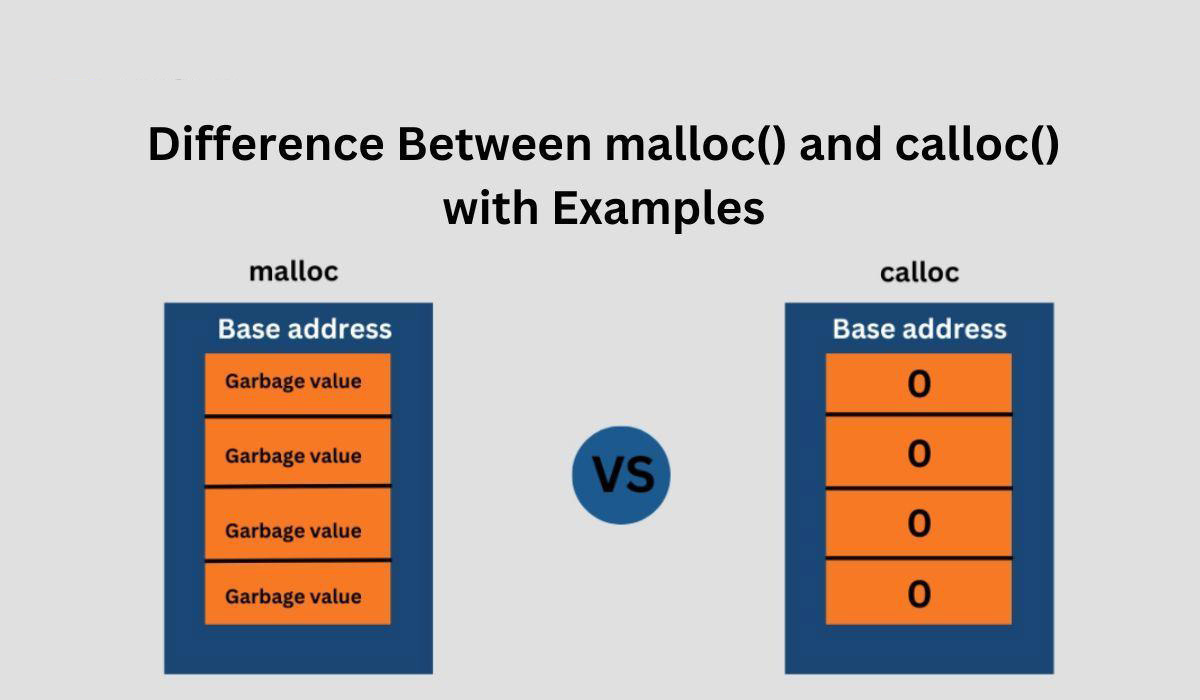 Difference Between malloc() and calloc()
with Examples
malloc
Base address
Garbage value
Garbage value
Garbage value
Garbage value
VS
calloc
Base address
0
0
0
0